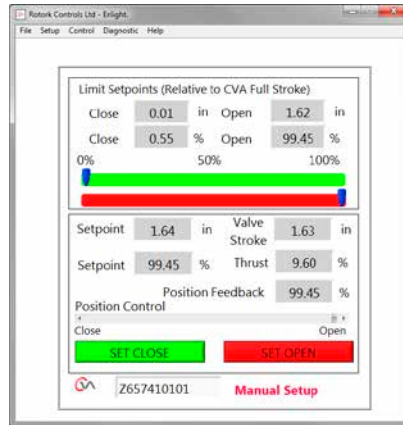 Rotork Controls Ltd - Enlight.
File Setup Control Diagnostic Help
Limit Setpoints (Relative to CVA Full Stroke)
Close 0.01 in Open 1.62 in
Close 0.55 % Open 99.45 %
0% 50% 100%
Setpoint 1.64 in Valve Stroke 1.63 in
Setpoint 99.45 % Thrust 9.60 %
Position Feedback 99.45 %
Position Control
Close Open
SET CLOSE SET OPEN
CVA Z657410101 Manual Setup